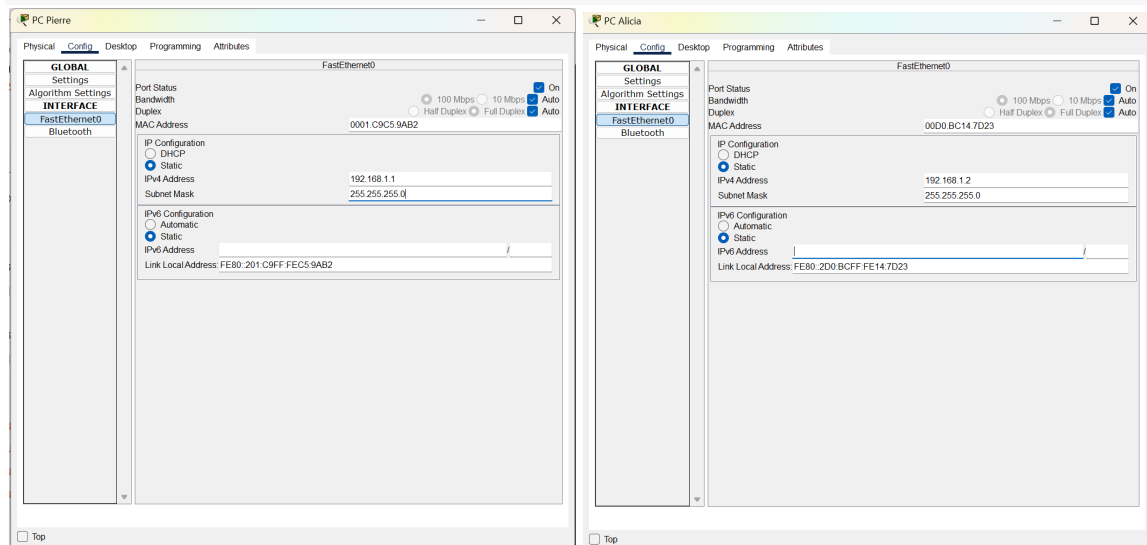 PC Pierre
Physical Config Desktop Programming Attributes
GLOBAL
Settings
Algorithm Settings
INTERFACE
FastEthernet0
Bluetooth
FastEthernet0
Port Status On
Bandwidth 100 Mbps 10 Mbps Auto
Duplex Half Duplex Full Duplex Auto
MAC Address 0001.C9C5.9AB2
IP Configuration
DHCP
Static
IPv4 Address 192.168.1.1
Subnet Mask 255.255.255.0
IPv6 Configuration
Automatic
Static
IPv6 Address /
Link Local Address: FE80::201:C9FF:FEC5:9AB2
Top
PC Alicia
Physical Config Desktop Programming Attributes
GLOBAL
Settings
Algorithm Settings
INTERFACE
FastEthernet0
Bluetooth
FastEthernet0
Port Status On
Bandwidth 100 Mbps 10 Mbps Auto
Duplex Half Duplex Full Duplex Auto
MAC Address 00D0.BC14.7D23
IP Configuration
DHCP
Static
IPv4 Address 192.168.1.2
Subnet Mask 255.255.255.0
IPv6 Configuration
Automatic
Static
IPv6 Address /
Link Local Address: FE80::2D0:BCFF:FE14:7D23
Top